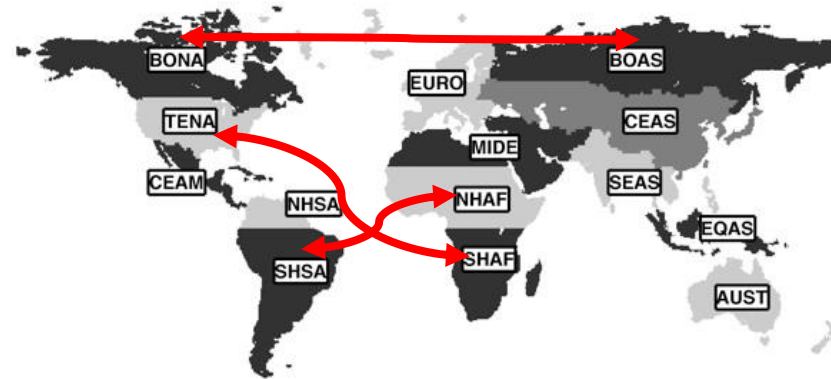 BONA
BOAS
EURO
TENA
CEAS
MIDE
CEAM
SEAS
NHSA
NHAF
EQAS
SHSA
SHAF
AUST